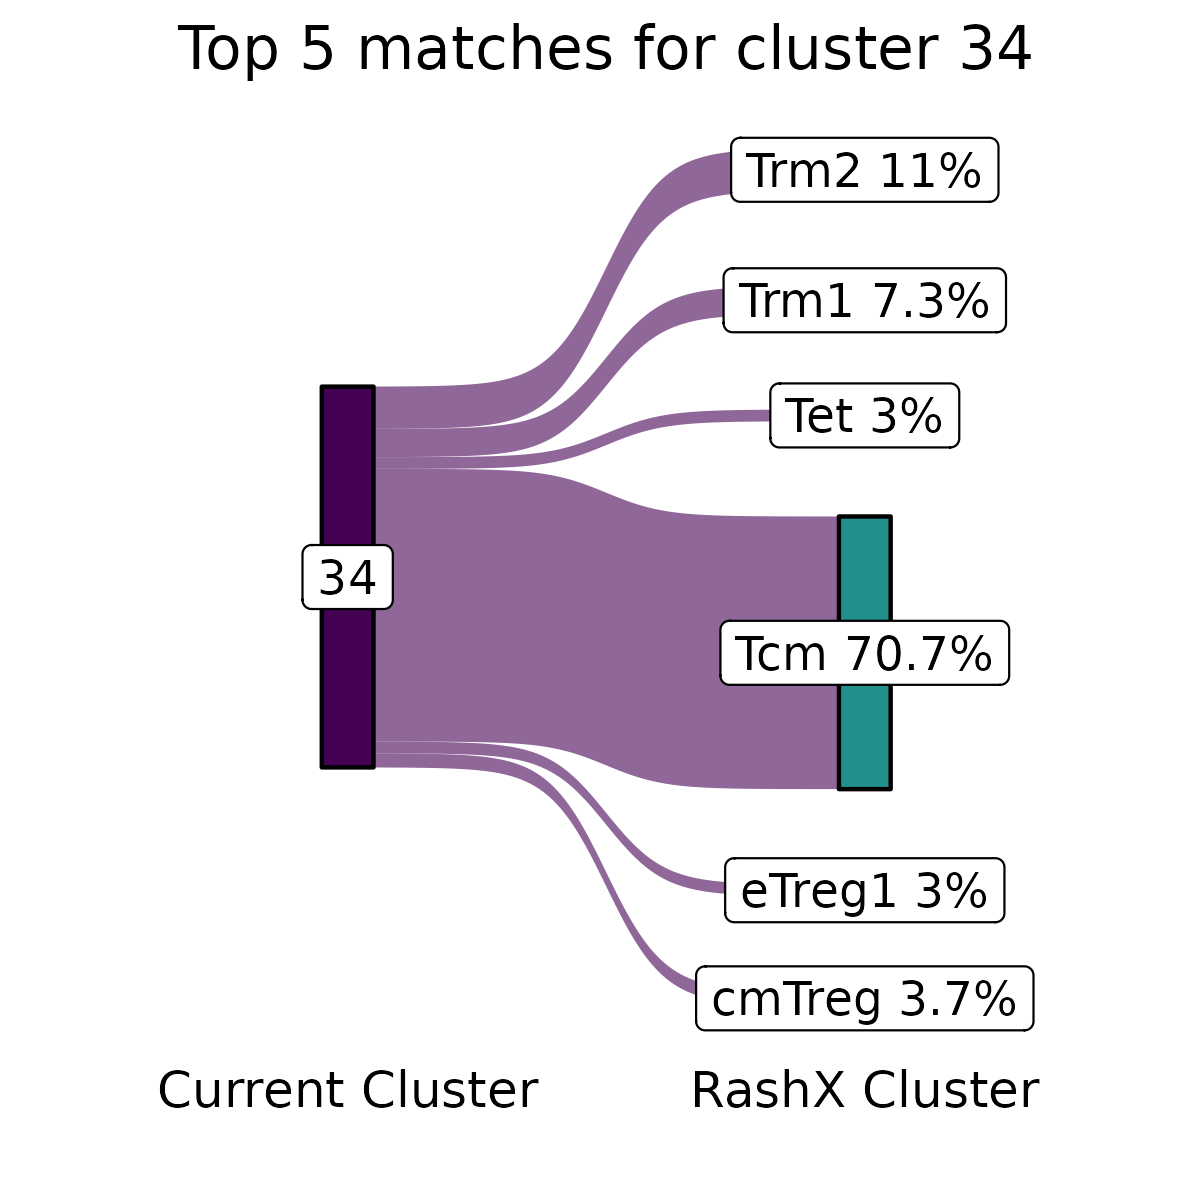 Top 5 matches for cluster 34
Trm2 11%
Trm1 7.3%
Tet 3%
34
Tcm 70.7%
eTreg1 3%
cmTreg 3.7%
Current Cluster
RashX Cluster